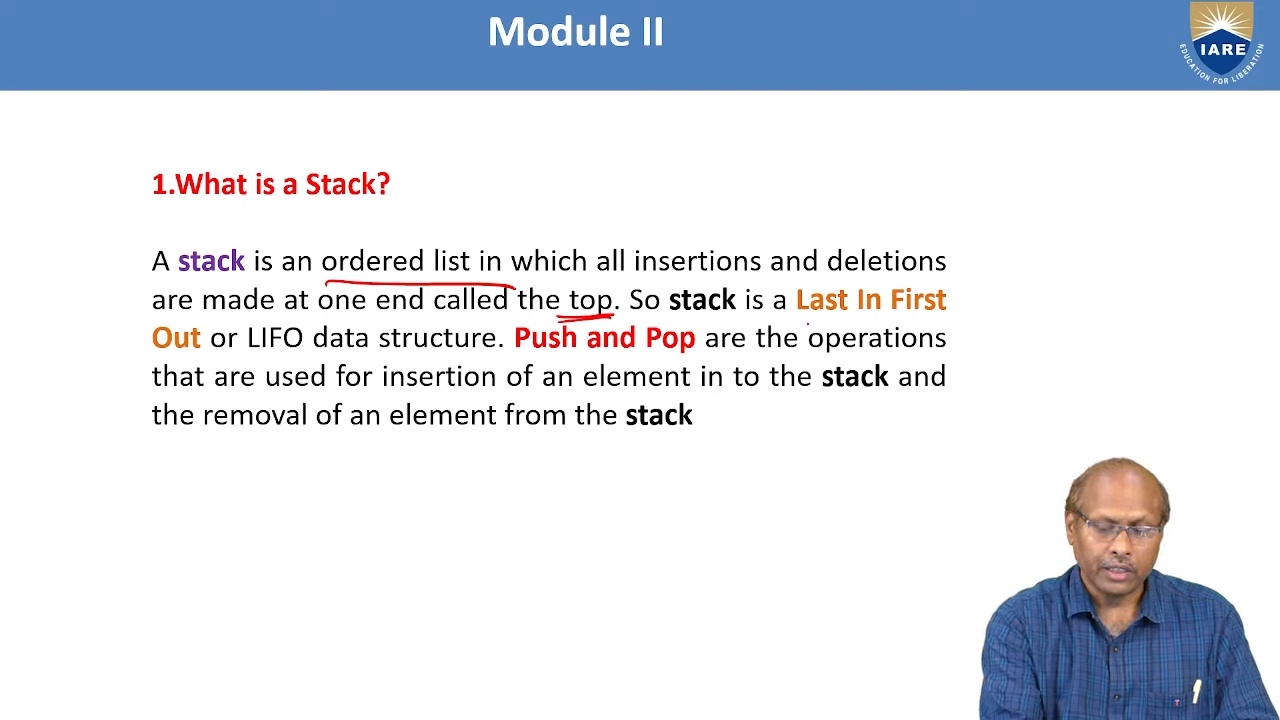 Module II
IARE
EDUCATION FOR LIBERATION
1.What is a Stack?
A stack is an ordered list in which all insertions and deletions
are made at one end called the top. So stack is a Last In First
Out or LIFO data structure. Push and Pop are the operations
that are used for insertion of an element in to the stack and
the removal of an element from the stack